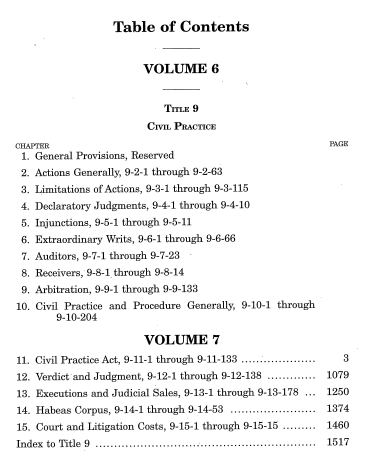 Table of Contents
VOLUME 6
TITLE 9
CIVIL PRACTICE
CHAPTER PAGE
1. General Provisions, Reserved
2. Actions Generally, 9-2-1 through 9-2-63
3. Limitations of Actions, 9-3-1 through 9-3-115
4. Declaratory Judgments, 9-4-1 through 9-4-10
5. Injunctions, 9-5-1 through 9-5-11
6. Extraordinary Writs, 9-6-1 through 9-6-66
7. Auditors, 9-7-1 through 9-7-23
8. Receivers, 9-8-1 through 9-8-14
9. Arbitration, 9-9-1 through 9-9-133
10. Civil Practice and Procedure Generally, 9-10-1 through
9-10-204
VOLUME 7
11. Civil Practice Act, 9-11-1 through 9-11-133 .................... 3
12. Verdict and Judgment, 9-12-1 through 9-12-138 ............. 1079
13. Executions and Judicial Sales, 9-13-1 through 9-13-178 ... 1250
14. Habeas Corpus, 9-14-1 through 9-14-53 ....................... 1374
15. Court and Litigation Costs, 9-15-1 through 9-15-15 ......... 1460
Index to Title 9 ............................................................ 1517